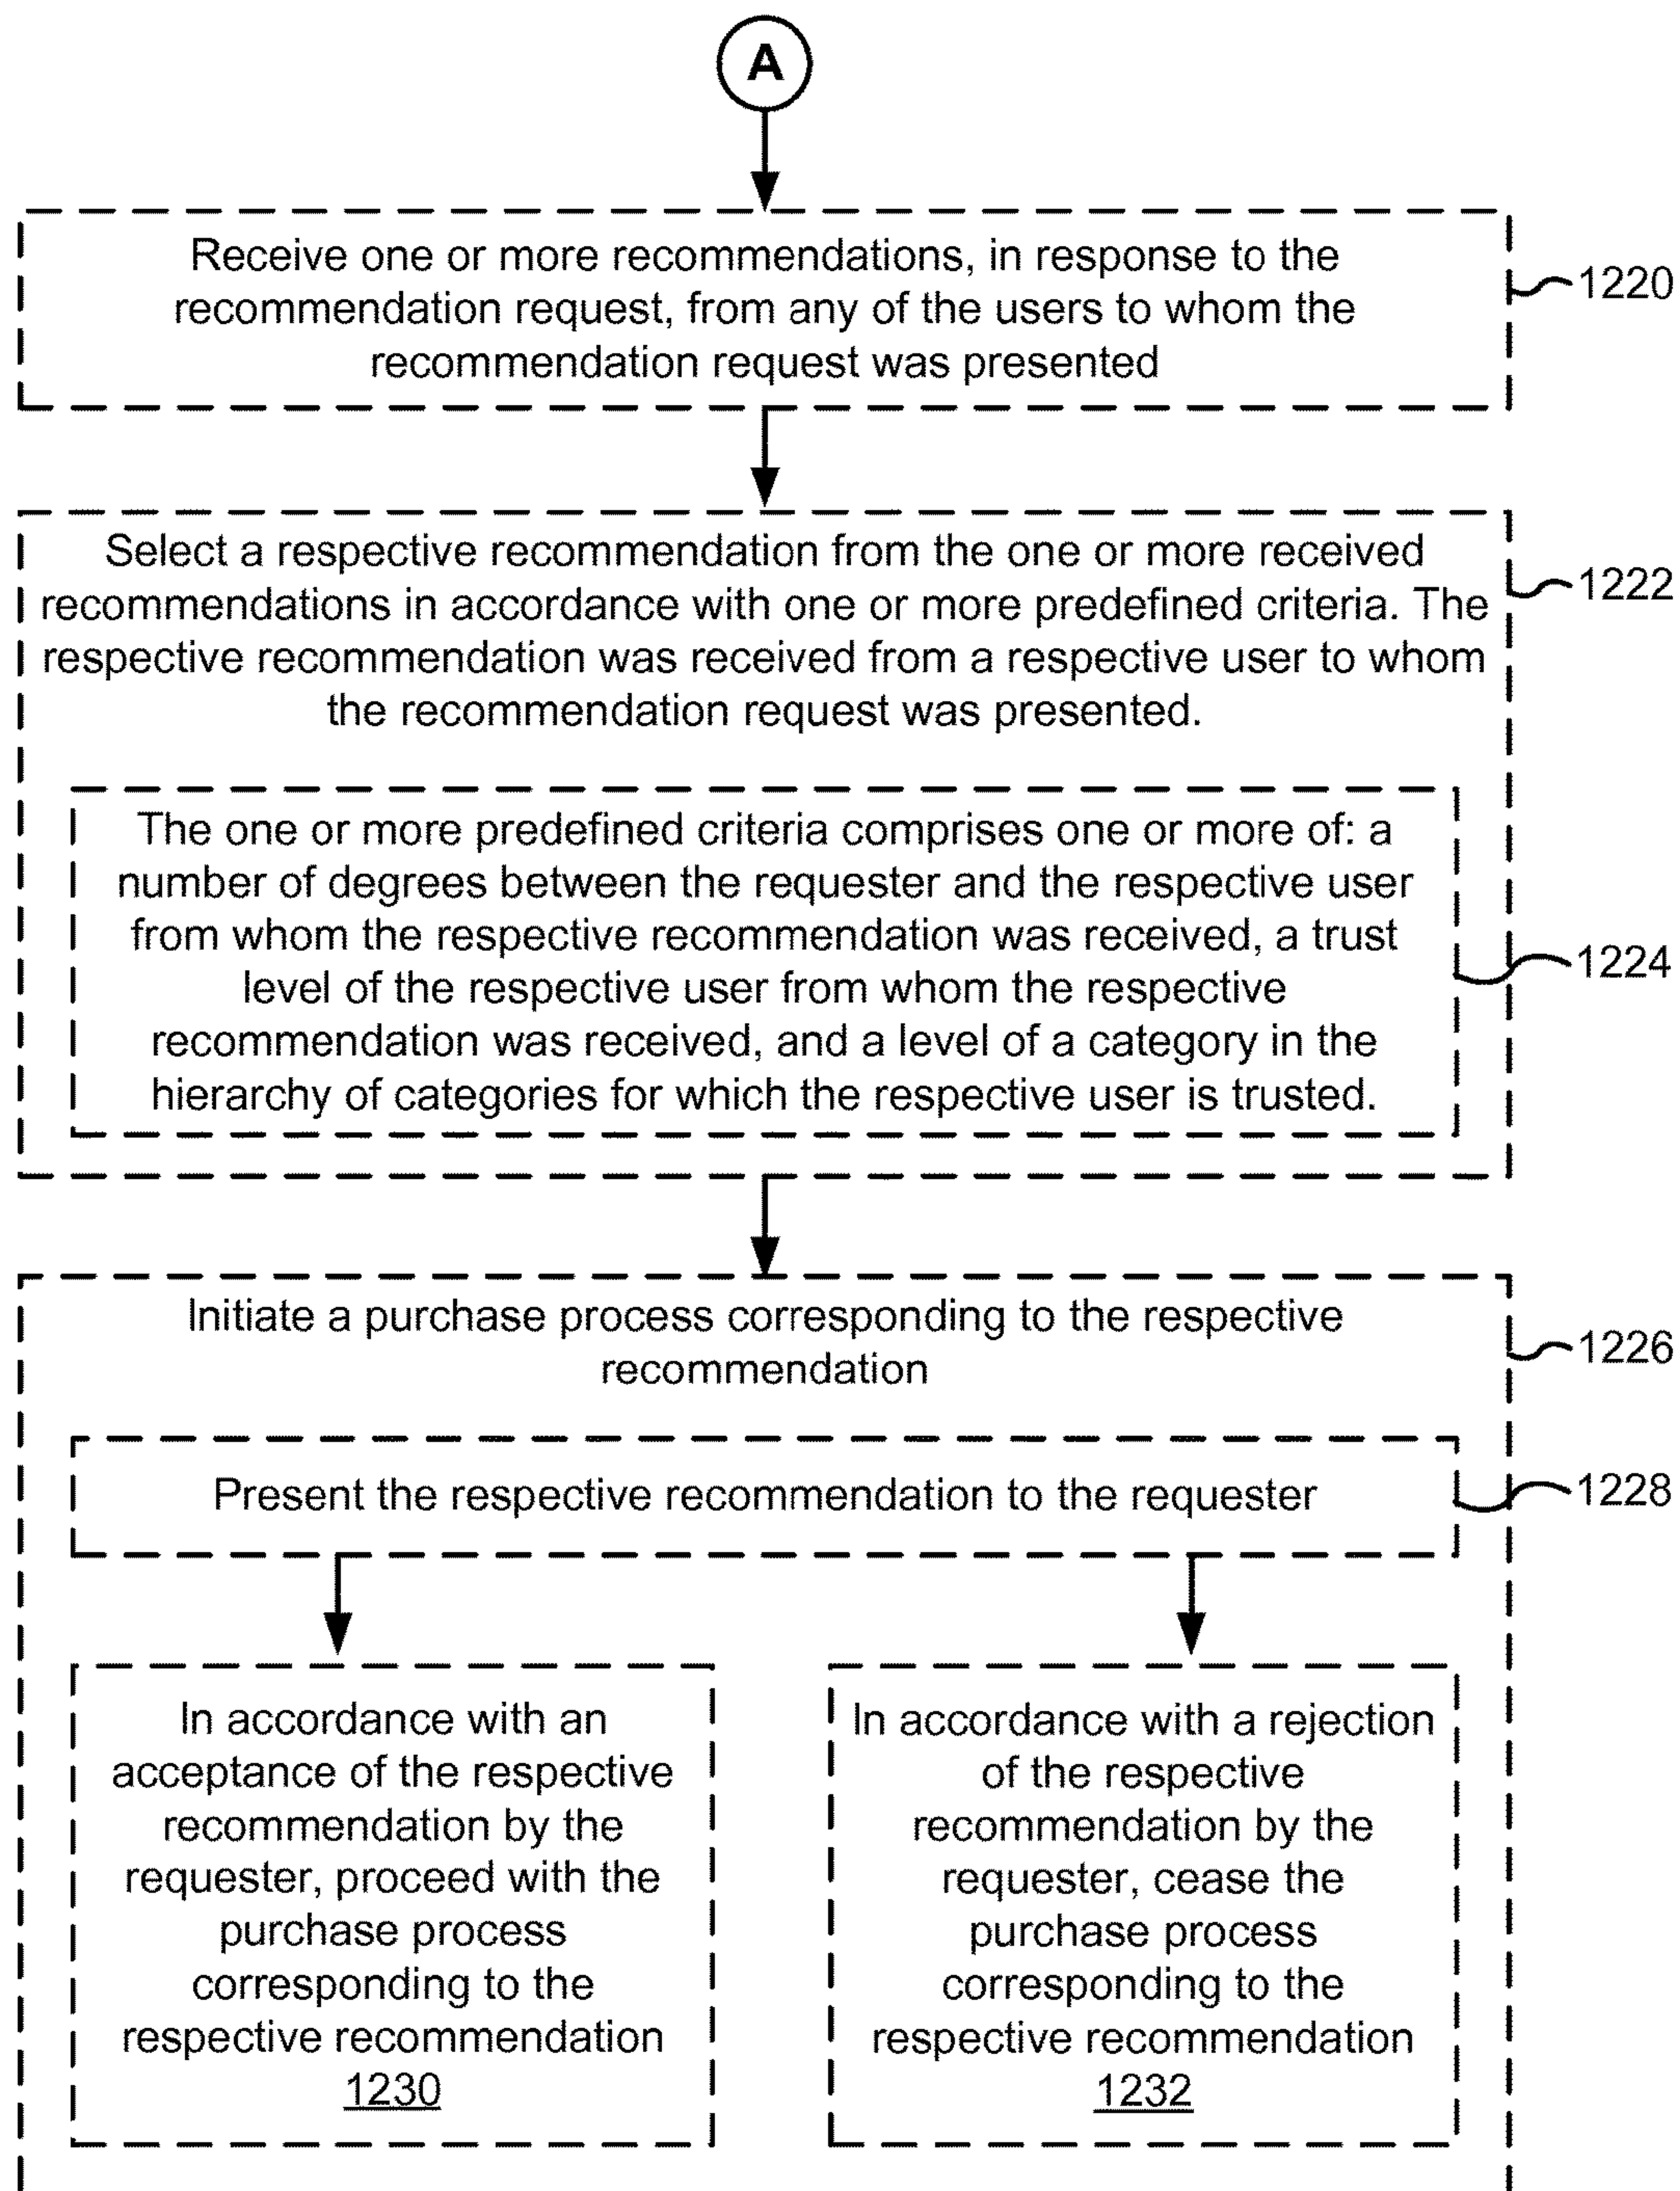 A
Receive one or more recommendations, in response to the
recommendation request, from any of the users to whom the
recommendation request was presented
1220
Select a respective recommendation from the one or more received
recommendations in accordance with one or more predefined criteria. The
respective recommendation was received from a respective user to whom
the recommendation request was presented.
1222
The one or more predefined criteria comprises one or more of: a
number of degrees between the requester and the respective user
from whom the respective recommendation was received, a trust
level of the respective user from whom the respective
recommendation was received, and a level of a category in the
hierarchy of categories for which the respective user is trusted.
1224
Initiate a purchase process corresponding to the respective
recommendation
1226
Present the respective recommendation to the requester
1228
In accordance with an
acceptance of the respective
recommendation by the
requester, proceed with the
purchase process
corresponding to the
respective recommendation
1230
In accordance with a rejection
of the respective
recommendation by the
requester, cease the
purchase process
corresponding to the
respective recommendation
1232